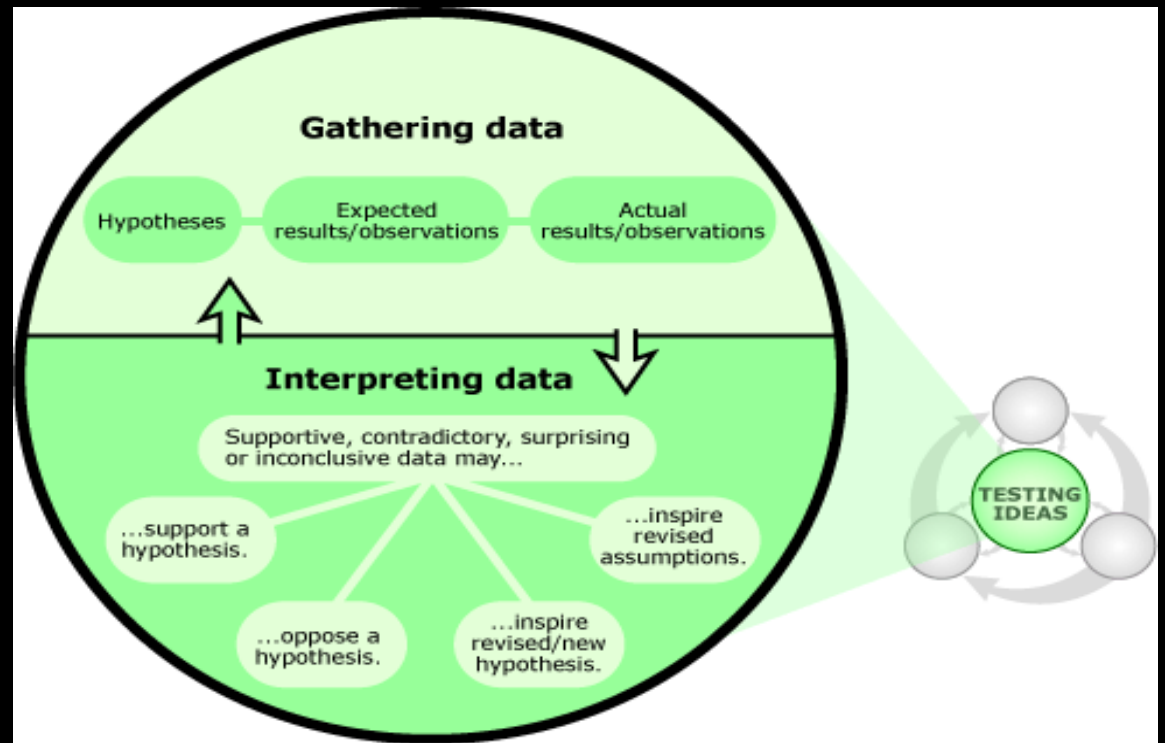 Gathering data
Hypotheses
Expected
results/observations
Actual
results/observations
Interpreting data
Supportive, contradictory, surprising
or inconclusive data may...
...support a
hypothesis.
...oppose a
hypothesis.
...inspire
revised/new
hypothesis.
...inspire
revised
assumptions.
TESTING
IDEAS